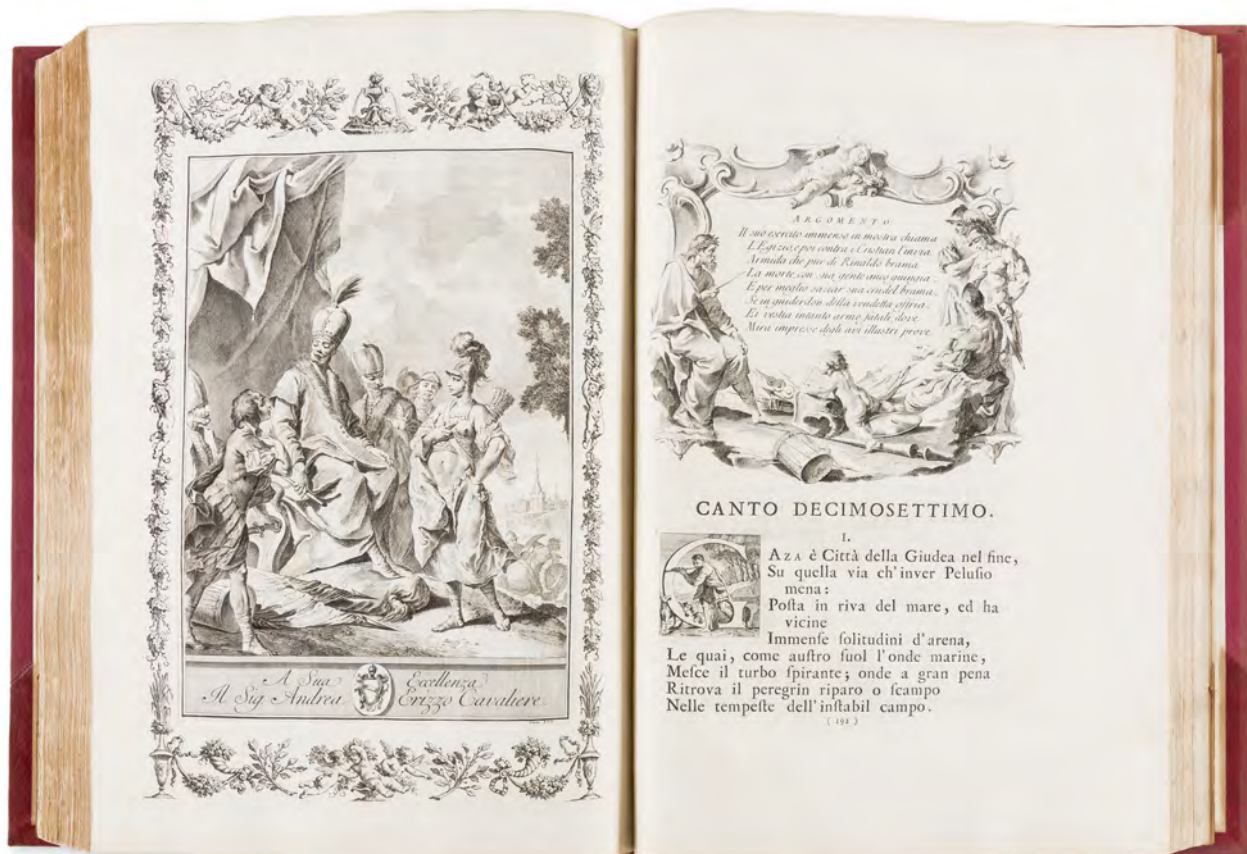 A Sua Eccellenza
Il Sig. Andrea Erizzo Cavaliere
ARGOMENTO.
Il suo esercito immenso in mostra chiama
L'Egizio, e poi contra i Cristian l'invia.
Armida che pur di Rinaldo brama
La morte, con sua gente anco giungia.
E per meglio saziar sua crudel brama
Se in guiderdon della vendetta offria.
Ei vestia intanto arme fatali, dove
Mira impresse degli avi illustri prove.
CANTO DECIMOSETTIMO.
I.
GAZA è Città della Giudea nel fine,
Su quella via ch'inver Peluſio
mena:
Poſta in riva del mare, ed ha
vicine
Immenſe ſolitudini d'arena,
Le quai, come auſtro ſuol l'onde marine,
Meſce il turbo ſpirante; onde a gran pena
Ritrova il peregrin riparo o ſcampo
Nelle tempeſte dell'inſtabil campo.
( 192 )